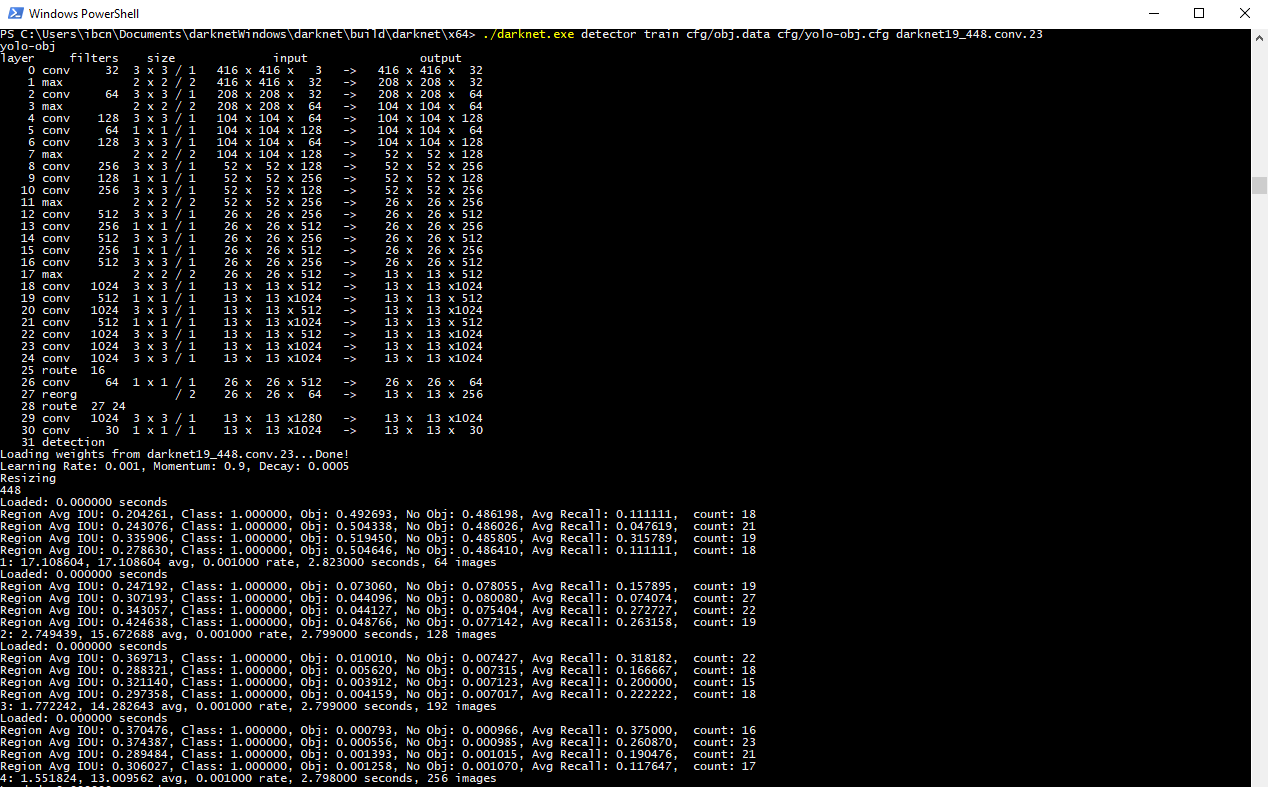 Windows PowerShell
PS C:\Users\ibcn\Documents\darknetWindows\darknet\build\darknet\x64> ./darknet.exe detector train cfg/obj.data cfg/yolo-obj.cfg darknet19_448.conv.23
yolo-obj
layer     filters    size              input                output
    0 conv     32  3 x 3 / 1   416 x 416 x   3   ->   416 x 416 x  32
    1 max          2 x 2 / 2   416 x 416 x  32   ->   208 x 208 x  32
    2 conv     64  3 x 3 / 1   208 x 208 x  32   ->   208 x 208 x  64
    3 max          2 x 2 / 2   208 x 208 x  64   ->   104 x 104 x  64
    4 conv    128  3 x 3 / 1   104 x 104 x  64   ->   104 x 104 x 128
    5 conv     64  1 x 1 / 1   104 x 104 x 128   ->   104 x 104 x  64
    6 conv    128  3 x 3 / 1   104 x 104 x  64   ->   104 x 104 x 128
    7 max          2 x 2 / 2   104 x 104 x 128   ->    52 x  52 x 128
    8 conv    256  3 x 3 / 1    52 x  52 x 128   ->    52 x  52 x 256
    9 conv    128  1 x 1 / 1    52 x  52 x 256   ->    52 x  52 x 128
   10 conv    256  3 x 3 / 1    52 x  52 x 128   ->    52 x  52 x 256
   11 max          2 x 2 / 2    52 x  52 x 256   ->    26 x  26 x 256
   12 conv    512  3 x 3 / 1    26 x  26 x 256   ->    26 x  26 x 512
   13 conv    256  1 x 1 / 1    26 x  26 x 512   ->    26 x  26 x 256
   14 conv    512  3 x 3 / 1    26 x  26 x 256   ->    26 x  26 x 512
   15 conv    256  1 x 1 / 1    26 x  26 x 512   ->    26 x  26 x 256
   16 conv    512  3 x 3 / 1    26 x  26 x 256   ->    26 x  26 x 512
   17 max          2 x 2 / 2    26 x  26 x 512   ->    13 x  13 x 512
   18 conv   1024  3 x 3 / 1    13 x  13 x 512   ->    13 x  13 x1024
   19 conv    512  1 x 1 / 1    13 x  13 x1024   ->    13 x  13 x 512
   20 conv   1024  3 x 3 / 1    13 x  13 x 512   ->    13 x  13 x1024
   21 conv    512  1 x 1 / 1    13 x  13 x1024   ->    13 x  13 x 512
   22 conv   1024  3 x 3 / 1    13 x  13 x 512   ->    13 x  13 x1024
   23 conv   1024  3 x 3 / 1    13 x  13 x1024   ->    13 x  13 x1024
   24 conv   1024  3 x 3 / 1    13 x  13 x1024   ->    13 x  13 x1024
   25 route  16
   26 conv     64  1 x 1 / 1    26 x  26 x 512   ->    26 x  26 x  64
   27 reorg              / 2    26 x  26 x  64   ->    13 x  13 x 256
   28 route  27 24
   29 conv   1024  3 x 3 / 1    13 x  13 x1280   ->    13 x  13 x1024
   30 conv     30  1 x 1 / 1    13 x  13 x1024   ->    13 x  13 x  30
   31 detection
Loading weights from darknet19_448.conv.23...Done!
Learning Rate: 0.001, Momentum: 0.9, Decay: 0.0005
Resizing
448
Loaded: 0.000000 seconds
Region Avg IOU: 0.204261, Class: 1.000000, Obj: 0.492693, No Obj: 0.486198, Avg Recall: 0.111111,  count: 18
Region Avg IOU: 0.243076, Class: 1.000000, Obj: 0.504338, No Obj: 0.486026, Avg Recall: 0.047619,  count: 21
Region Avg IOU: 0.335906, Class: 1.000000, Obj: 0.519450, No Obj: 0.485805, Avg Recall: 0.315789,  count: 19
Region Avg IOU: 0.278630, Class: 1.000000, Obj: 0.504646, No Obj: 0.486410, Avg Recall: 0.111111,  count: 18
1: 17.108604, 17.108604 avg, 0.001000 rate, 2.823000 seconds, 64 images
Loaded: 0.000000 seconds
Region Avg IOU: 0.247192, Class: 1.000000, Obj: 0.073060, No Obj: 0.078055, Avg Recall: 0.157895,  count: 19
Region Avg IOU: 0.307193, Class: 1.000000, Obj: 0.044096, No Obj: 0.080080, Avg Recall: 0.074074,  count: 27
Region Avg IOU: 0.343057, Class: 1.000000, Obj: 0.044127, No Obj: 0.075404, Avg Recall: 0.272727,  count: 22
Region Avg IOU: 0.424638, Class: 1.000000, Obj: 0.048766, No Obj: 0.077142, Avg Recall: 0.263158,  count: 19
2: 2.749439, 15.672688 avg, 0.001000 rate, 2.799000 seconds, 128 images
Loaded: 0.000000 seconds
Region Avg IOU: 0.369713, Class: 1.000000, Obj: 0.010010, No Obj: 0.007427, Avg Recall: 0.318182,  count: 22
Region Avg IOU: 0.288321, Class: 1.000000, Obj: 0.005620, No Obj: 0.007315, Avg Recall: 0.166667,  count: 18
Region Avg IOU: 0.321140, Class: 1.000000, Obj: 0.003912, No Obj: 0.007123, Avg Recall: 0.200000,  count: 15
Region Avg IOU: 0.297358, Class: 1.000000, Obj: 0.004159, No Obj: 0.007017, Avg Recall: 0.222222,  count: 18
3: 1.772242, 14.282643 avg, 0.001000 rate, 2.799000 seconds, 192 images
Loaded: 0.000000 seconds
Region Avg IOU: 0.370476, Class: 1.000000, Obj: 0.000793, No Obj: 0.000966, Avg Recall: 0.375000,  count: 16
Region Avg IOU: 0.374387, Class: 1.000000, Obj: 0.000556, No Obj: 0.000985, Avg Recall: 0.260870,  count: 23
Region Avg IOU: 0.289484, Class: 1.000000, Obj: 0.001393, No Obj: 0.001015, Avg Recall: 0.190476,  count: 21
Region Avg IOU: 0.306027, Class: 1.000000, Obj: 0.001258, No Obj: 0.001070, Avg Recall: 0.117647,  count: 17
4: 1.551824, 13.009562 avg, 0.001000 rate, 2.798000 seconds, 256 images